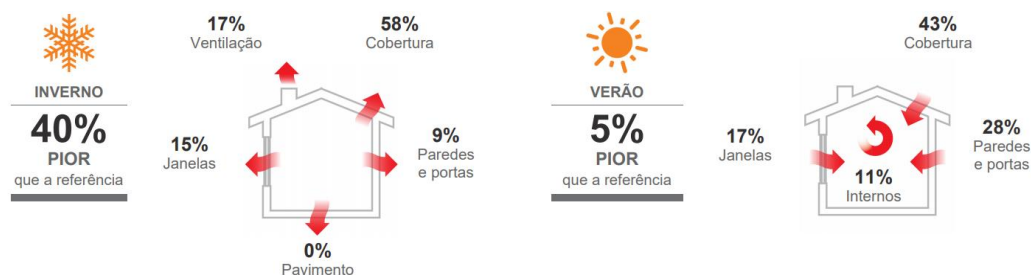 INVERNO
40%
PIOR
que a referência
17%
Ventilação
58%
Cobertura
15%
Janelas
9%
Paredes
e portas
0%
Pavimento
VERÃO
5%
PIOR
que a referência
43%
Cobertura
17%
Janelas
28%
Paredes
e portas
11%
Internos